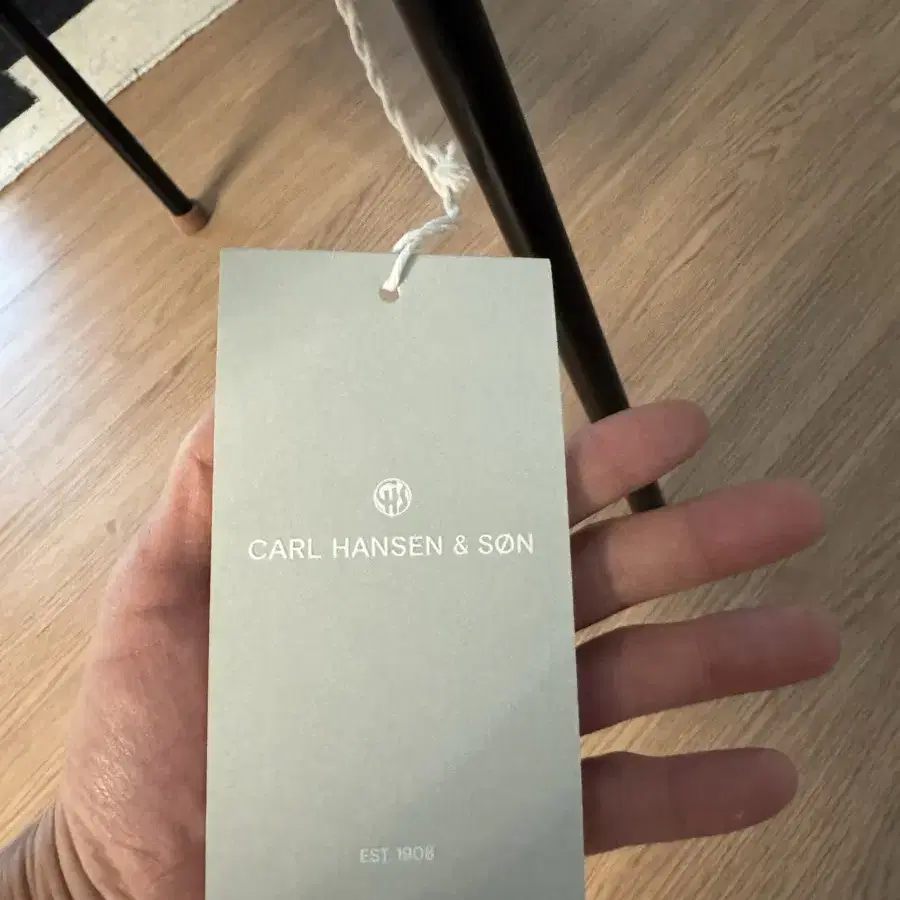 CARL HANSEN & SØN
EST. 1908